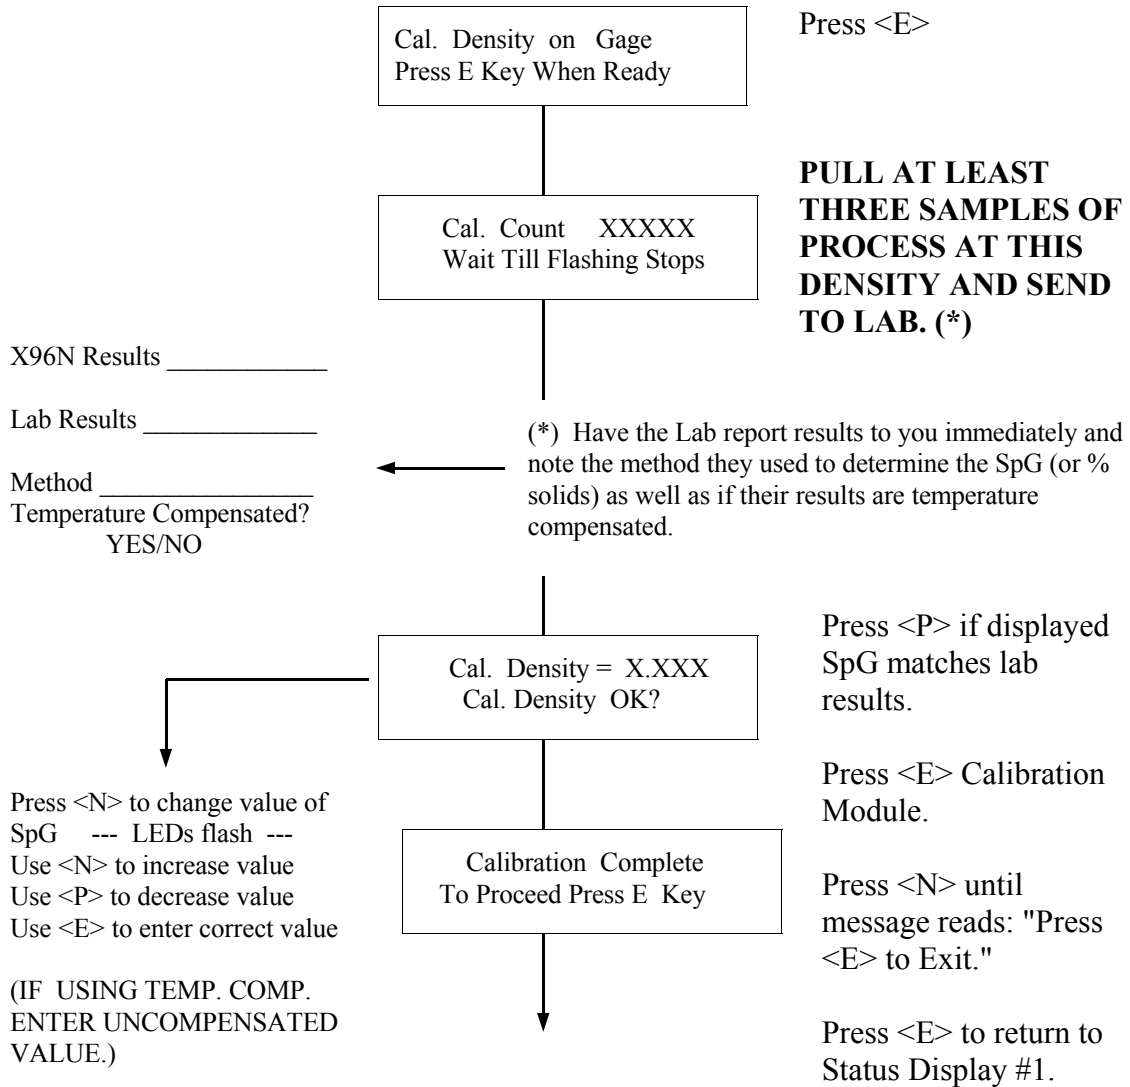 Cal. Density on Gage
Press E Key When Ready
Press <E>
Cal. Count XXXXX
Wait Till Flashing Stops
PULL AT LEAST
THREE SAMPLES OF
PROCESS AT THIS
DENSITY AND SEND
TO LAB. (*)
X96N Results ____________
Lab Results _____________
Method ________________
Temperature Compensated?
YES/NO
(*) Have the Lab report results to you immediately and
note the method they used to determine the SpG (or %
solids) as well as if their results are temperature
compensated.
Cal. Density = X.XXX
Cal. Density OK?
Press <P> if displayed
SpG matches lab
results.
Press <N> to change value of
SpG --- LEDs flash ---
Use <N> to increase value
Use <P> to decrease value
Use <E> to enter correct value
(IF USING TEMP. COMP.
ENTER UNCOMPENSATED
VALUE.)
Calibration Complete
To Proceed Press E Key
Press <E> Calibration
Module.
Press <N> until
message reads: "Press
<E> to Exit."
Press <E> to return to
Status Display #1.